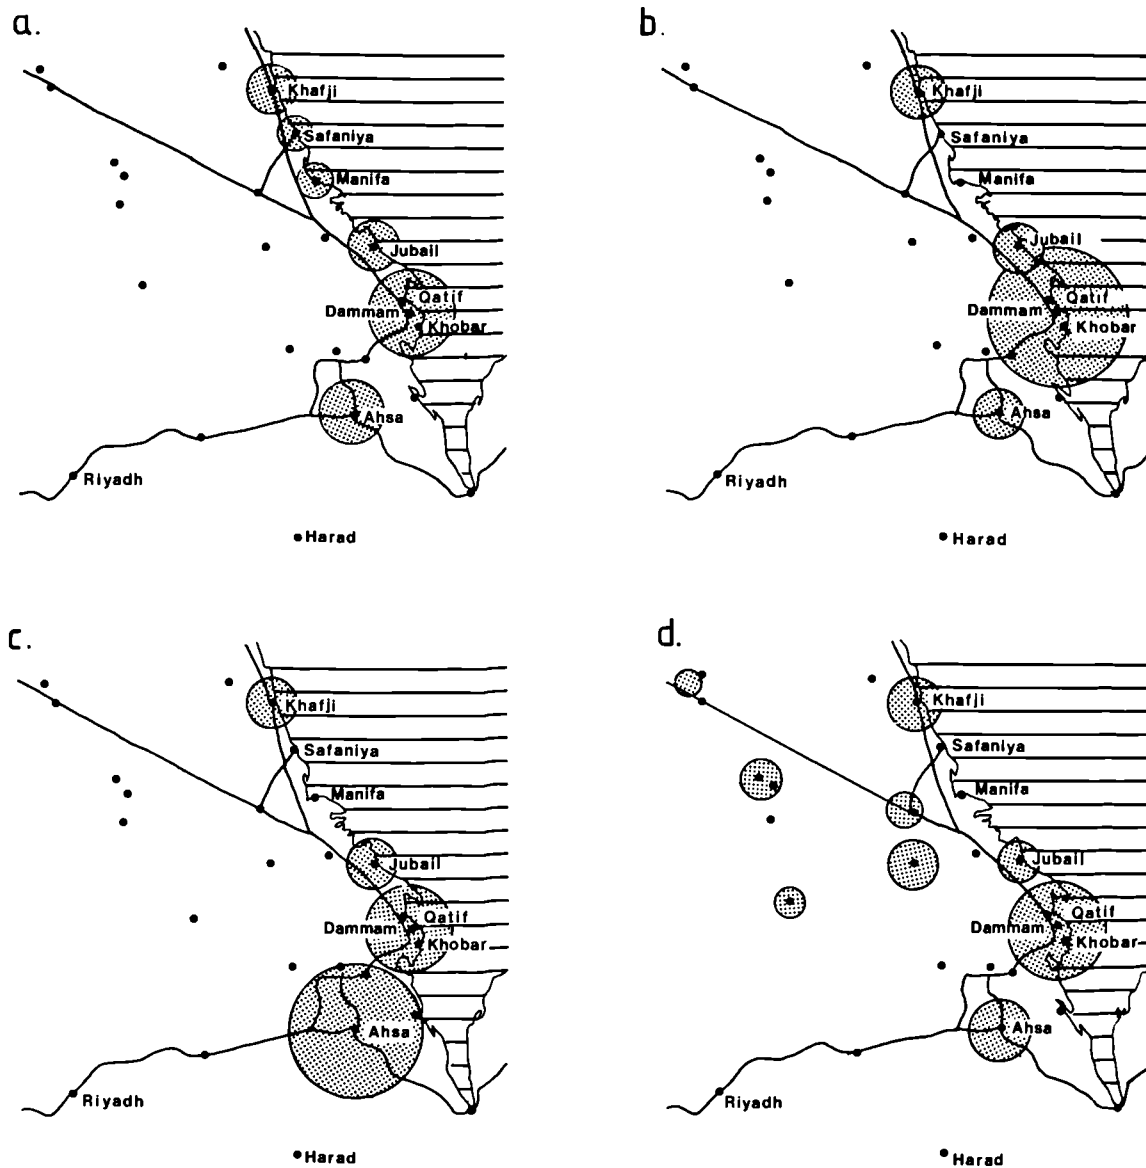 a.
Khafji
Safaniya
Manifa
Jubail
Qatif
Dammam
Khobar
Ahsa
Riyadh
Harad
b.
Khafji
Safaniya
Manifa
Jubail
Qatif
Dammam
Khobar
Ahsa
Riyadh
Harad
c.
Khafji
Safaniya
Manifa
Jubail
Qatif
Dammam
Khobar
Ahsa
Riyadh
Harad
d.
Khafji
Safaniya
Manifa
Jubail
Qatif
Dammam
Khobar
Ahsa
Riyadh
Harad